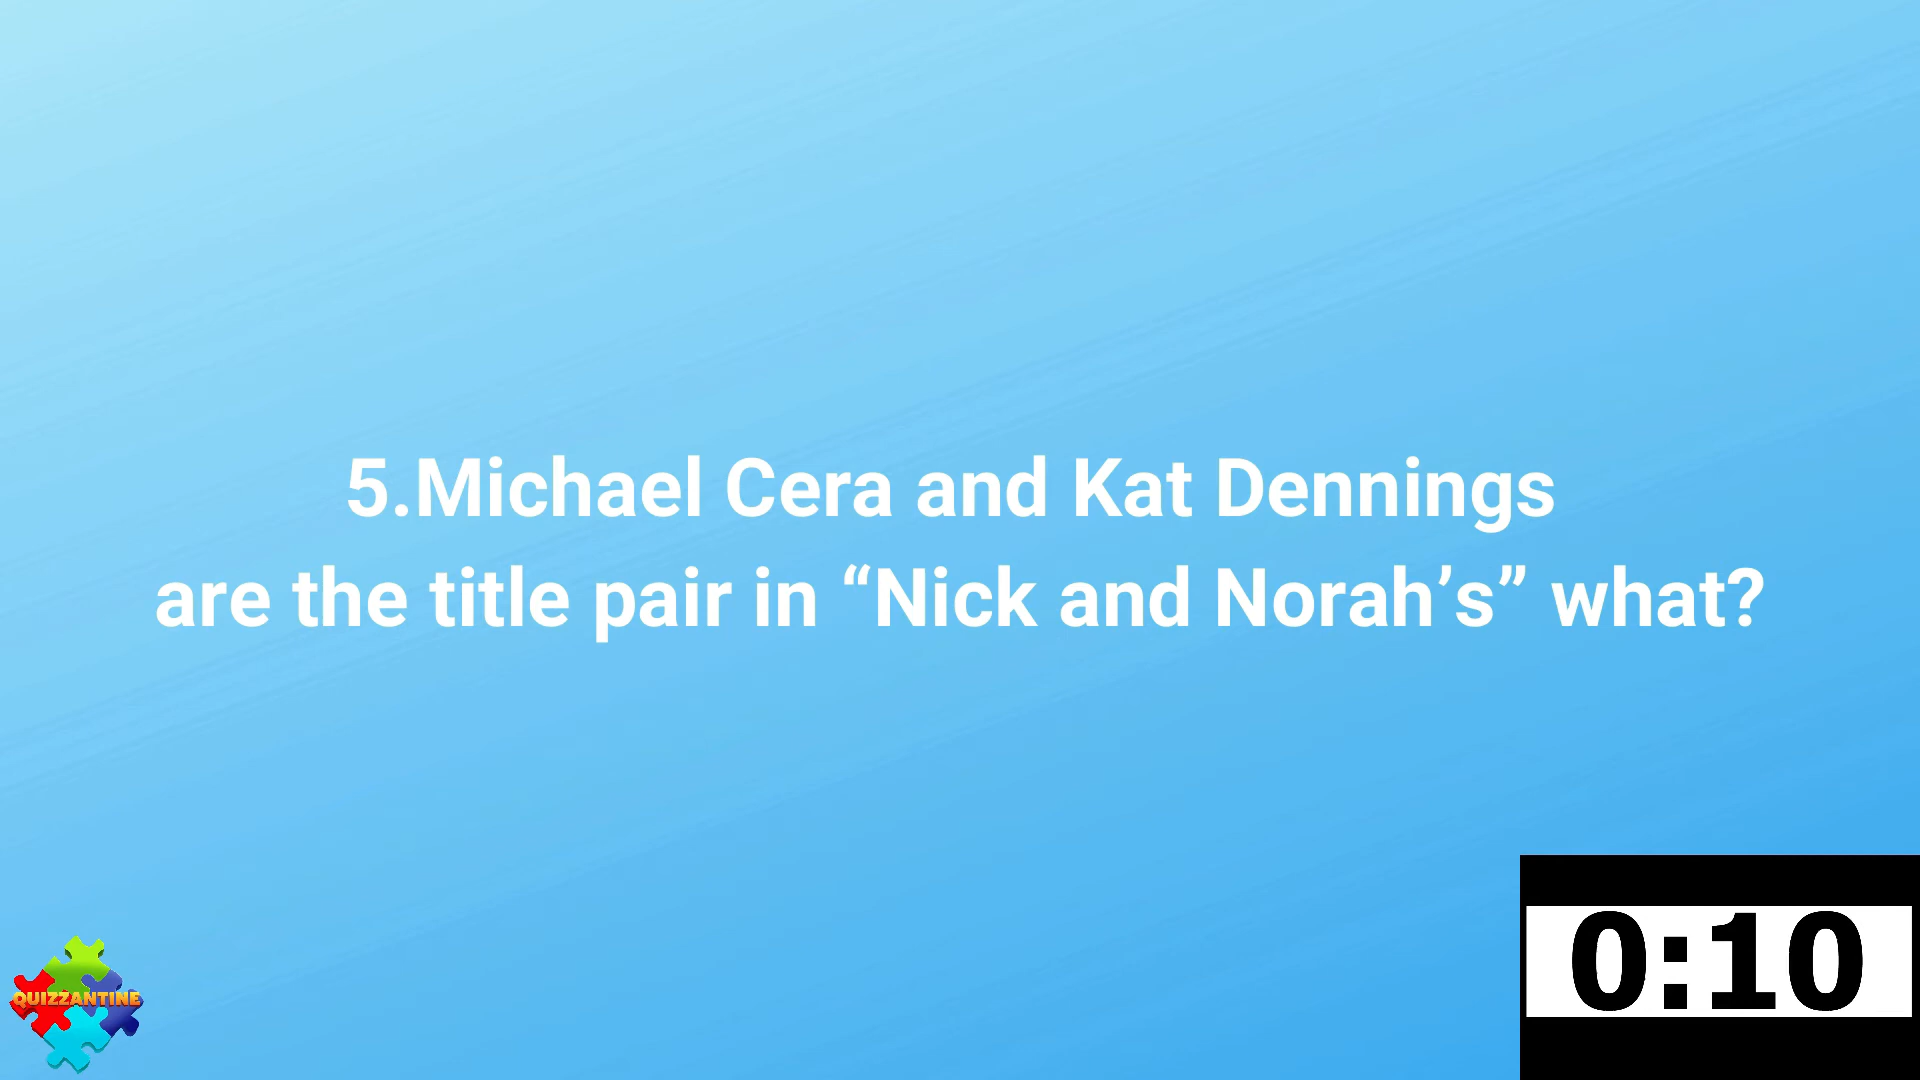 5.Michael Cera and Kat Dennings
are the title pair in “Nick and Norah’s” what?
QUIZZANTINE
0:10